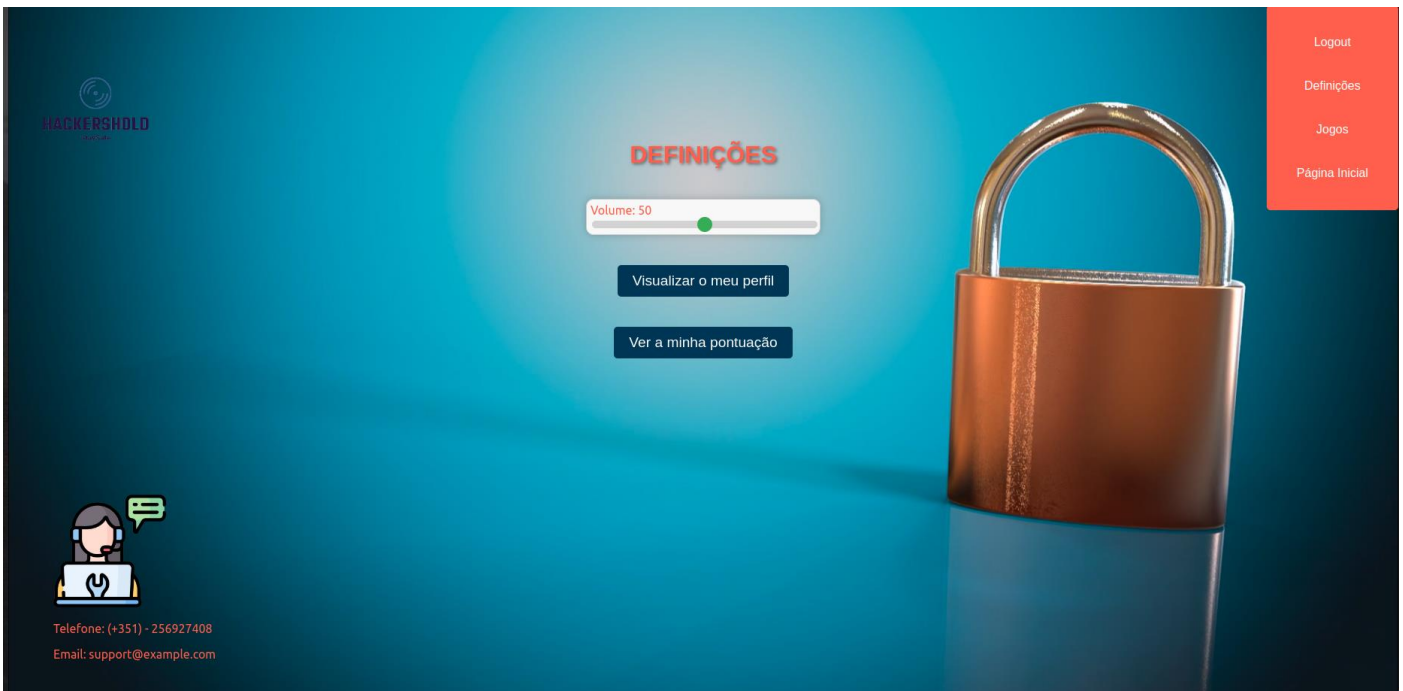 HACKERSHOLD
Logout
Definições
Jogos
Página Inicial
DEFINIÇÕES
Volume: 50
Visualizar o meu perfil
Ver a minha pontuação
Telefone: (+351) - 256927408
Email: support@example.com